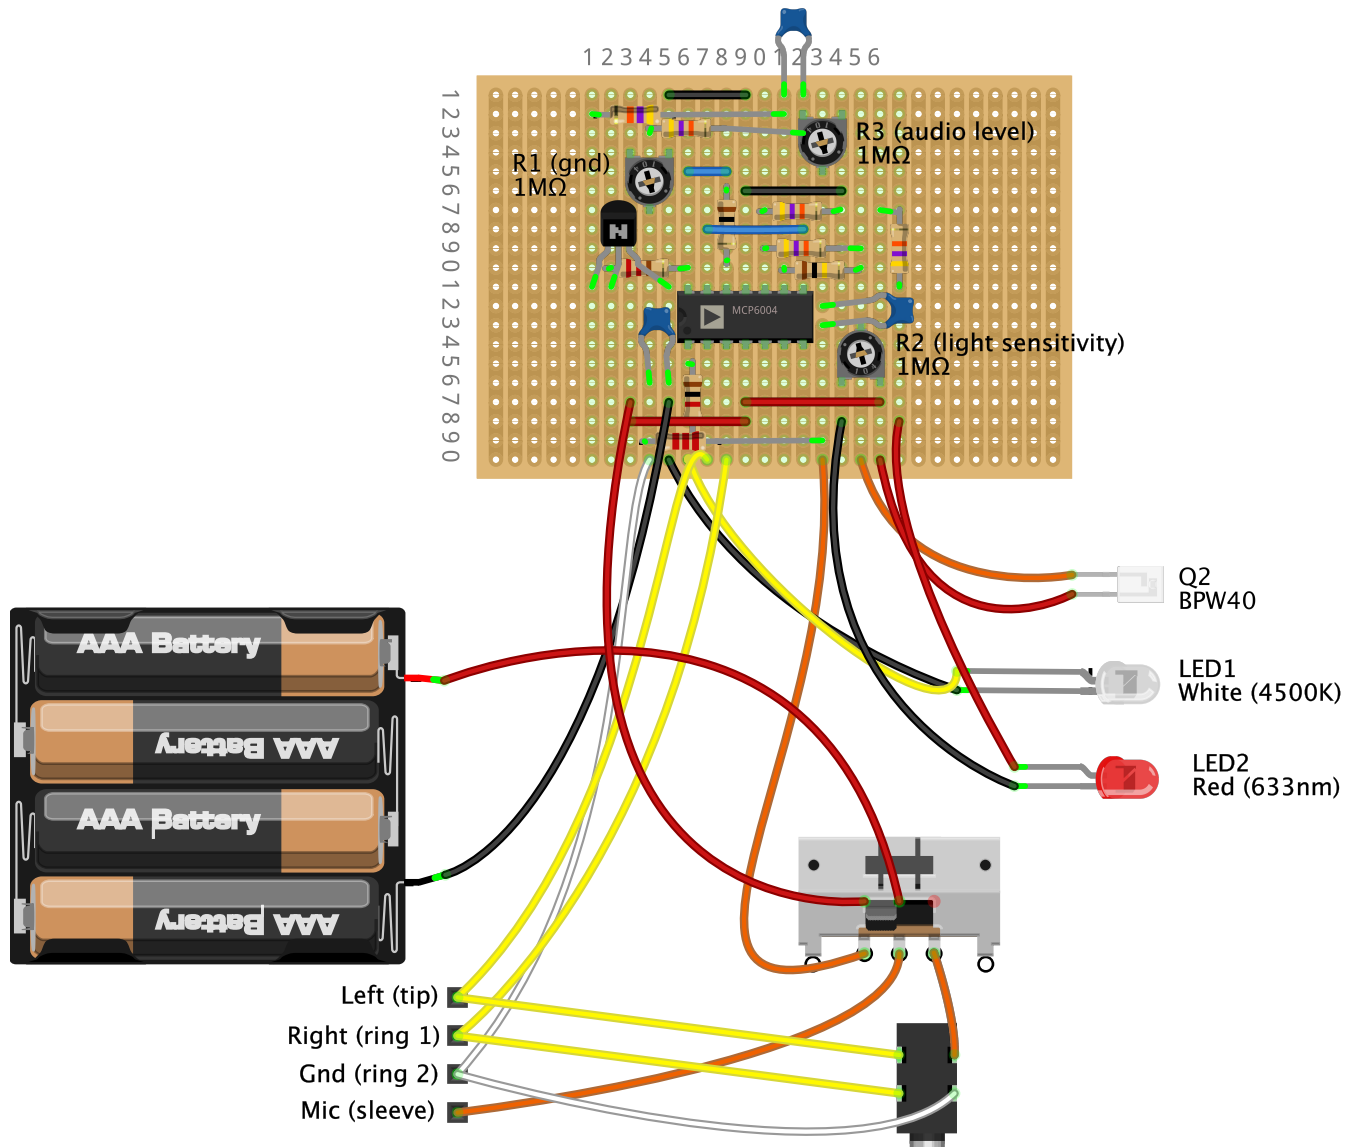 1 2 3 4 5 6 7 8 9 0 1 2 3 4 5 6
1 2 3 4 5 6 7 8 9 0 1 2 3 4 5 6 7 8 9 0
R3 (audio level)
1MΩ
R1 (gnd)
1MΩ
N
MCP6004
R2 (light sensitivity)
1MΩ
Q2
BPW40
AAA Battery
AAA Battery
AAA Battery
AAA Battery
LED1
White (4500K)
LED2
Red (633nm)
Left (tip)
Right (ring 1)
Gnd (ring 2)
Mic (sleeve)